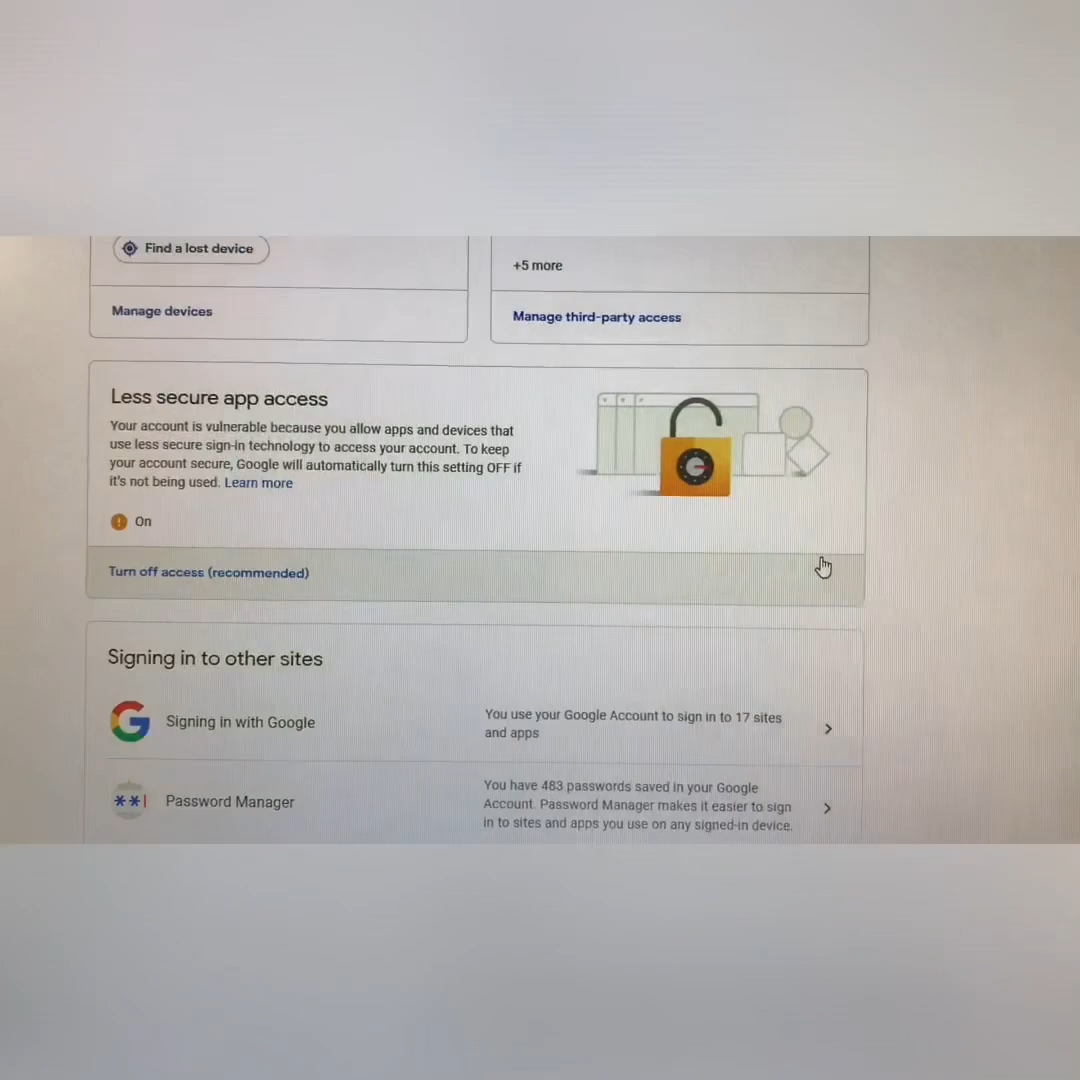 Find a lost device
+5 more
Manage devices
Manage third-party access
Less secure app access
Your account is vulnerable because you allow apps and devices that
use less secure sign-in technology to access your account. To keep
your account secure, Google will automatically turn this setting OFF if
it's not being used. Learn more
On
Turn off access (recommended)
Signing in to other sites
Signing in with Google
You use your Google Account to sign in to 17 sites
and apps
Password Manager
You have 483 passwords saved in your Google
Account. Password Manager makes it easier to sign
in to sites and apps you use on any signed-in device.